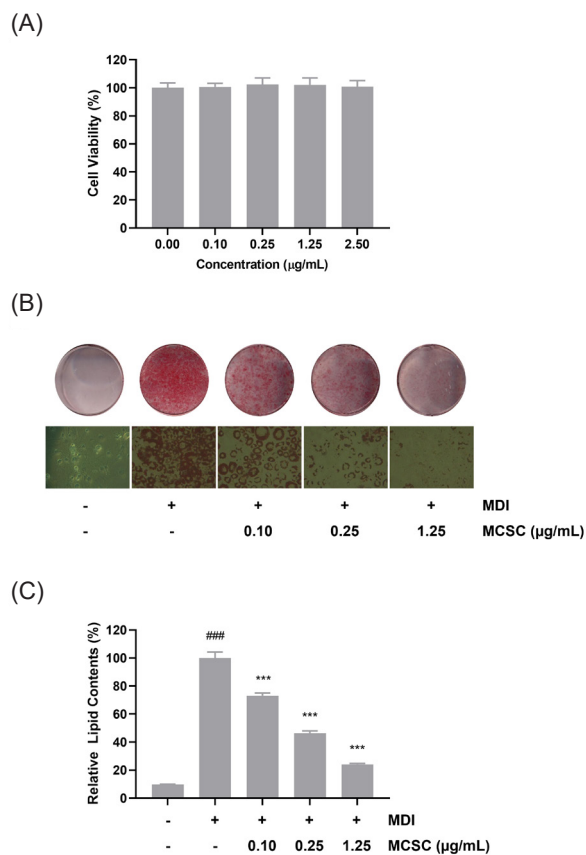 (A)
120
100
80
60
40
20
0
Cell Viability (%)
0.00 0.10 0.25 1.25 2.50
Concentration (μg/mL)
(B)
- + + + + MDI
- - 0.10 0.25 1.25 MCSC (μg/mL)
(C)
120
100
80
60
40
20
0
Relative Lipid Contents (%)
###
***
***
***
- + + + + MDI
- - 0.10 0.25 1.25 MCSC (μg/mL)